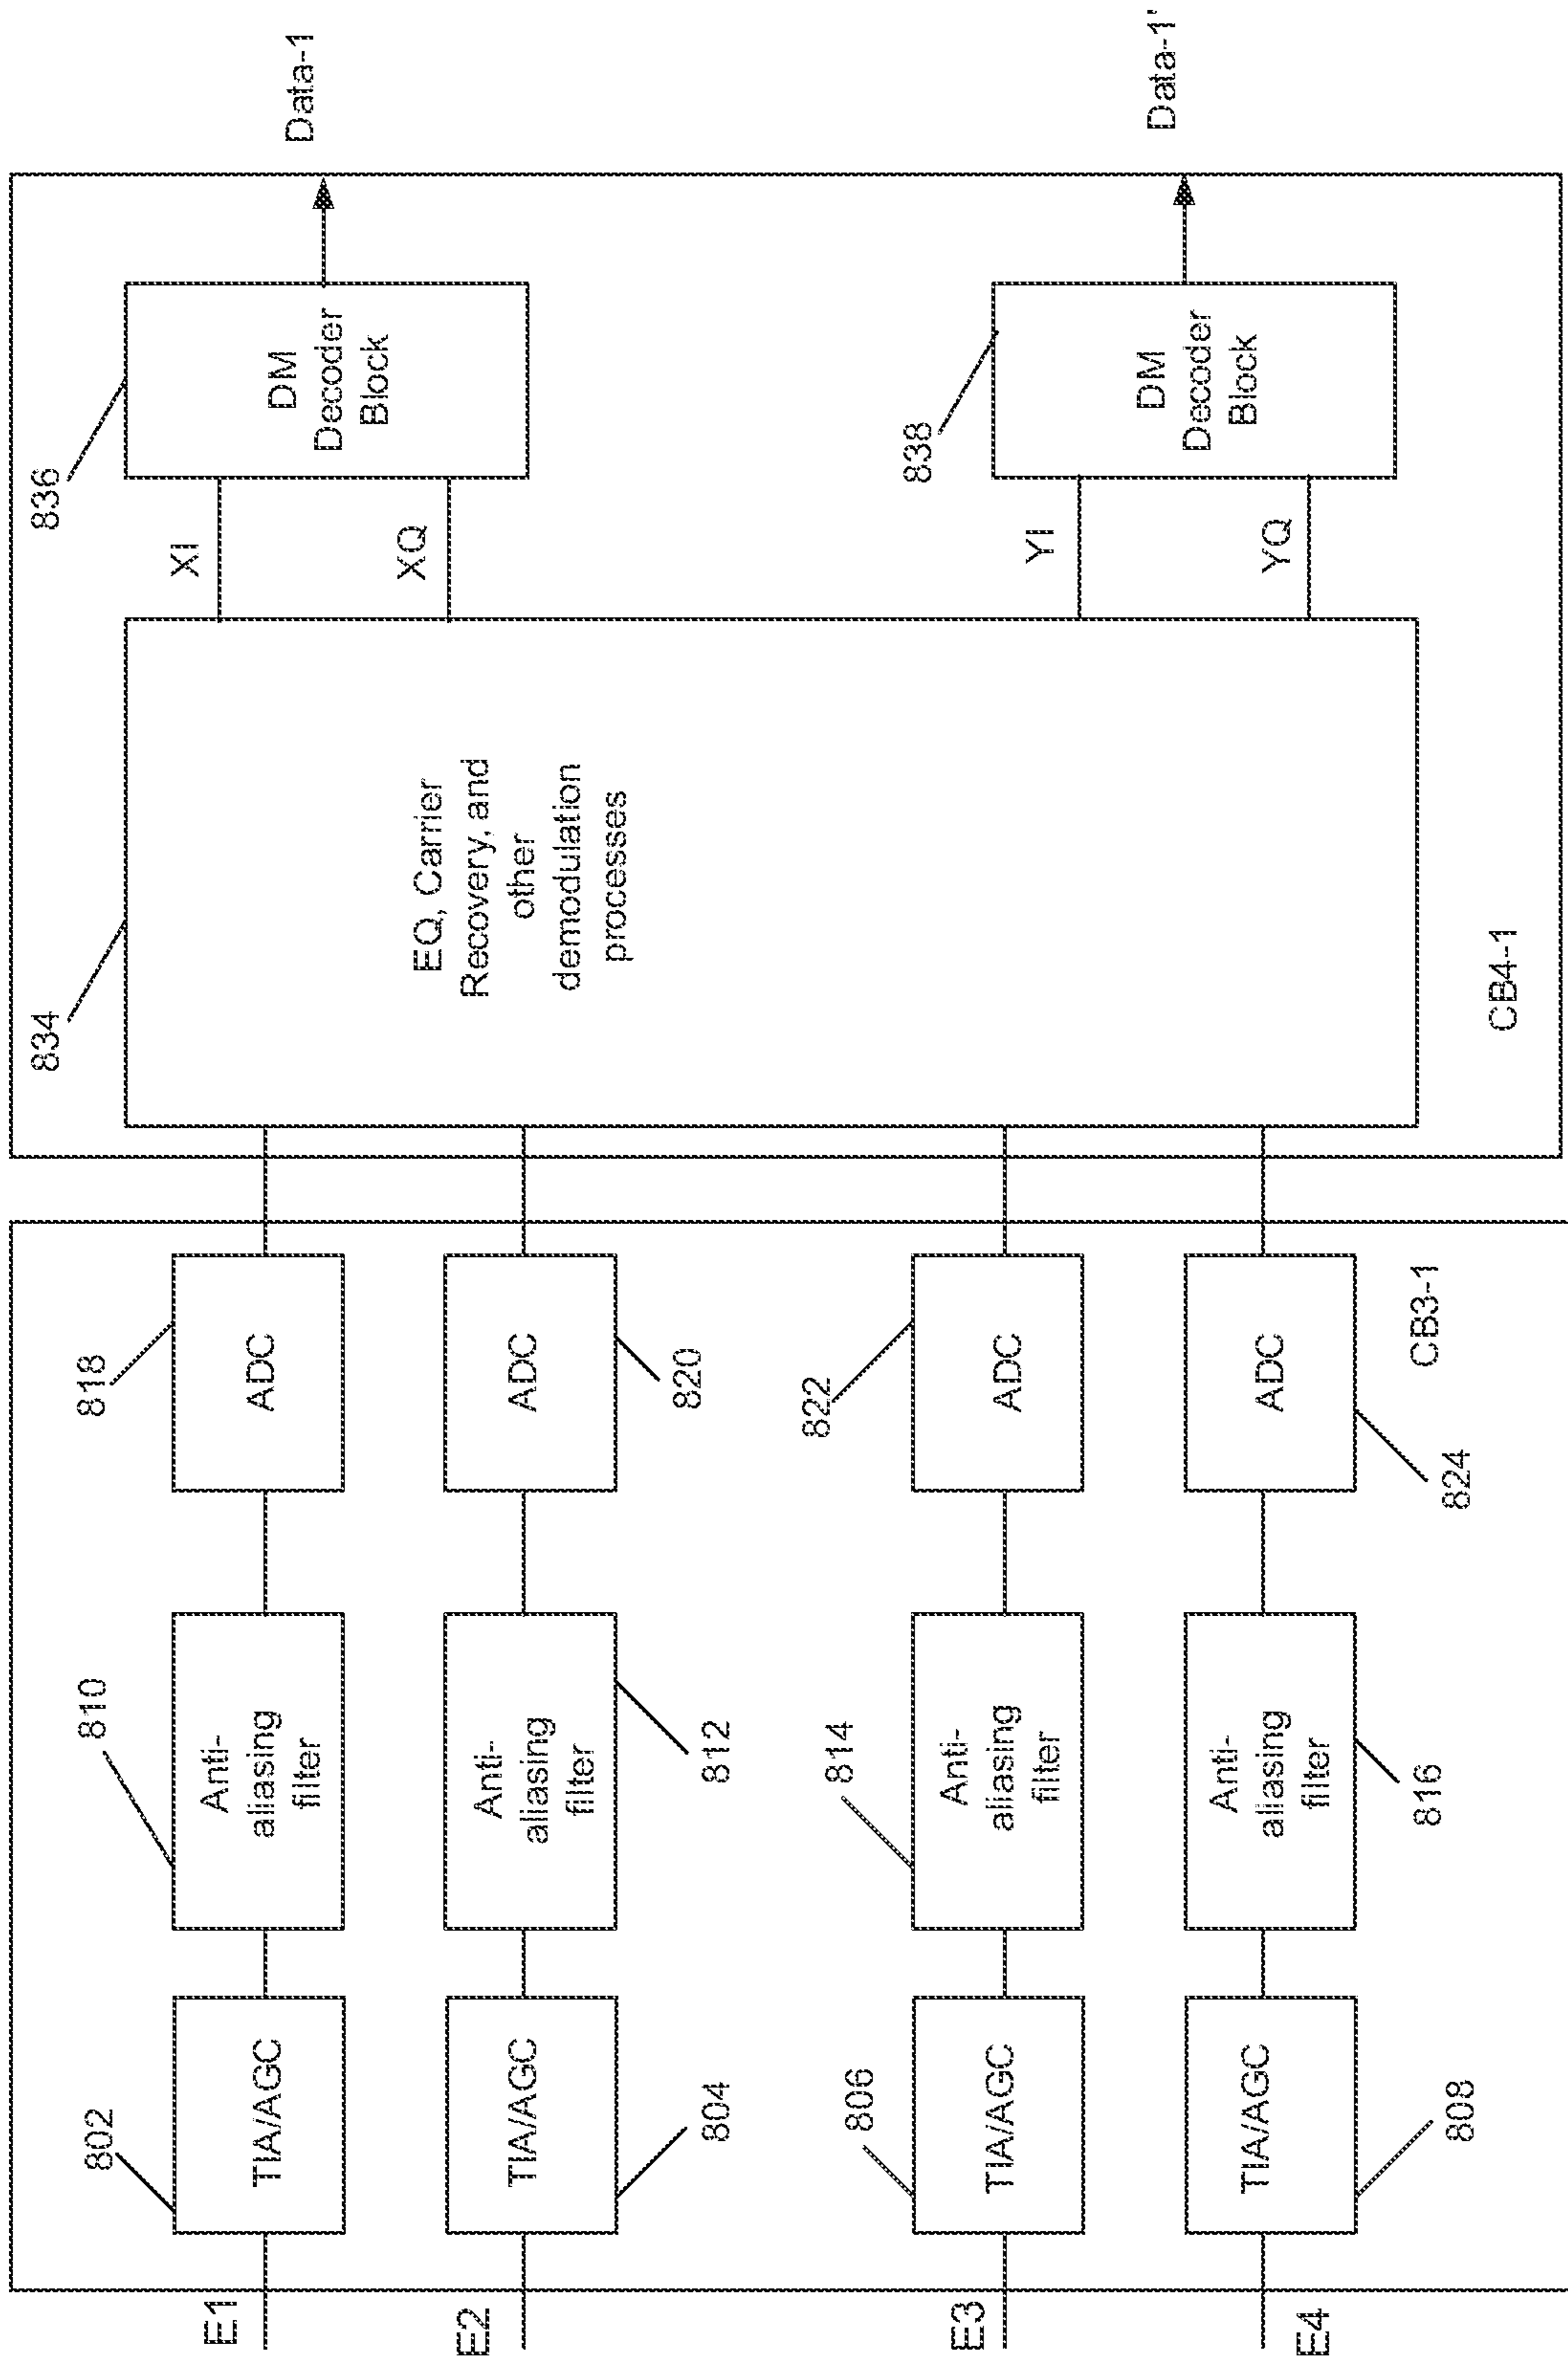 E1
802
TIA/AGC
810
Anti-
aliasing
filter
818
ADC
E2
TIA/AGC
804
Anti-
aliasing
filter
812
ADC
820
E3
806
TIA/AGC
814
Anti-
aliasing
filter
822
ADC
E4
TIA/AGC
808
Anti-
aliasing
filter
816
ADC
824
CB3-1
834
EQ, Carrier
Recovery, and
other
demodulation
processes
CB4-1
XI
XQ
836
DM
Decoder
Block
Data-1
YI
YQ
838
DM
Decoder
Block
Data-1'